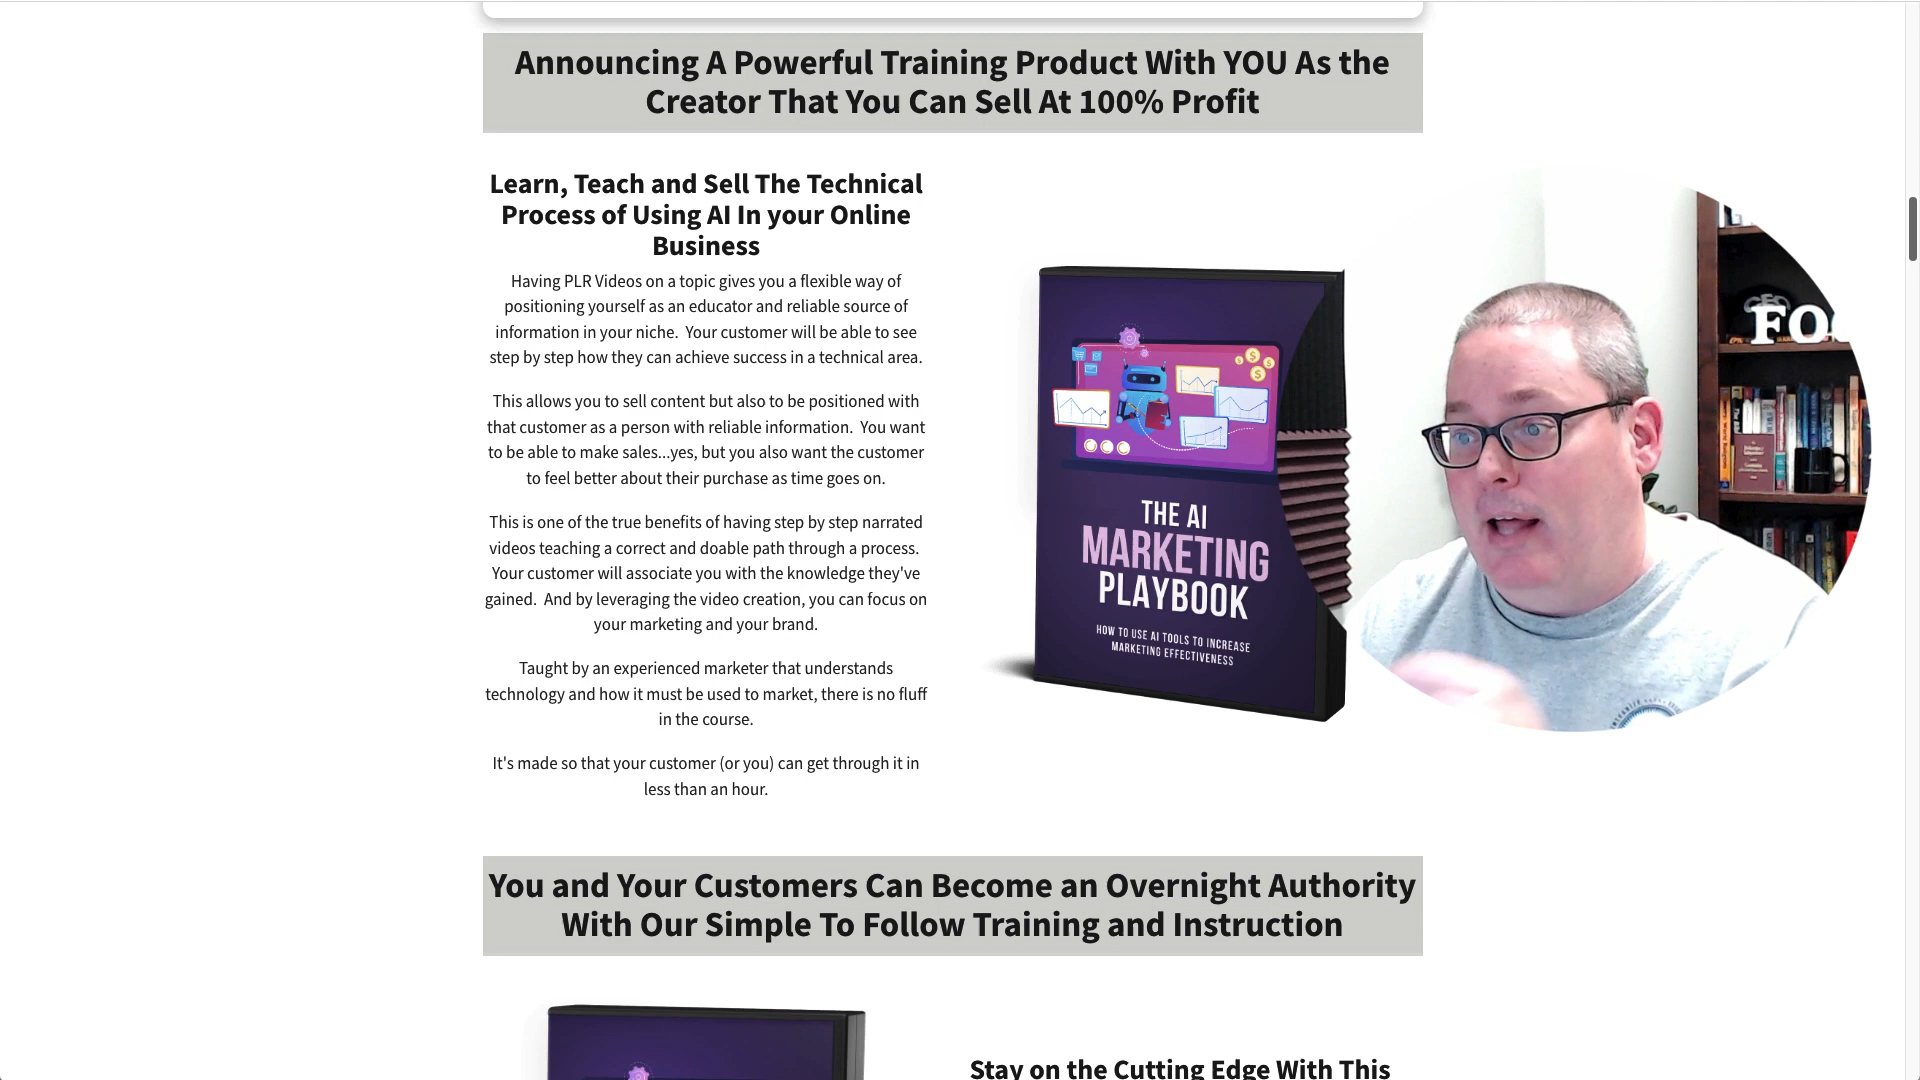 Announcing A Powerful Training Product With YOU As the
Creator That You Can Sell At 100% Profit
Learn, Teach and Sell The Technical
Process of Using AI In your Online
Business
Having PLR Videos on a topic gives you a flexible way of
positioning yourself as an educator and reliable source of
information in your niche.  Your customer will be able to see
step by step how they can achieve success in a technical area.
This allows you to sell content but also to be positioned with
that customer as a person with reliable information.  You want
to be able to make sales...yes, but you also want the customer
to feel better about their purchase as time goes on.
This is one of the true benefits of having step by step narrated
videos teaching a correct and doable path through a process.
Your customer will associate you with the knowledge they've
gained.  And by leveraging the video creation, you can focus on
your marketing and your brand.
Taught by an experienced marketer that understands
technology and how it must be used to market, there is no fluff
in the course.
It's made so that your customer (or you) can get through it in
less than an hour.
THE AI
MARKETING
PLAYBOOK
HOW TO USE AI TOOLS TO INCREASE
MARKETING EFFECTIVENESS
CEO
FO
You and Your Customers Can Become an Overnight Authority
With Our Simple To Follow Training and Instruction
Stay on the Cutting Edge With This